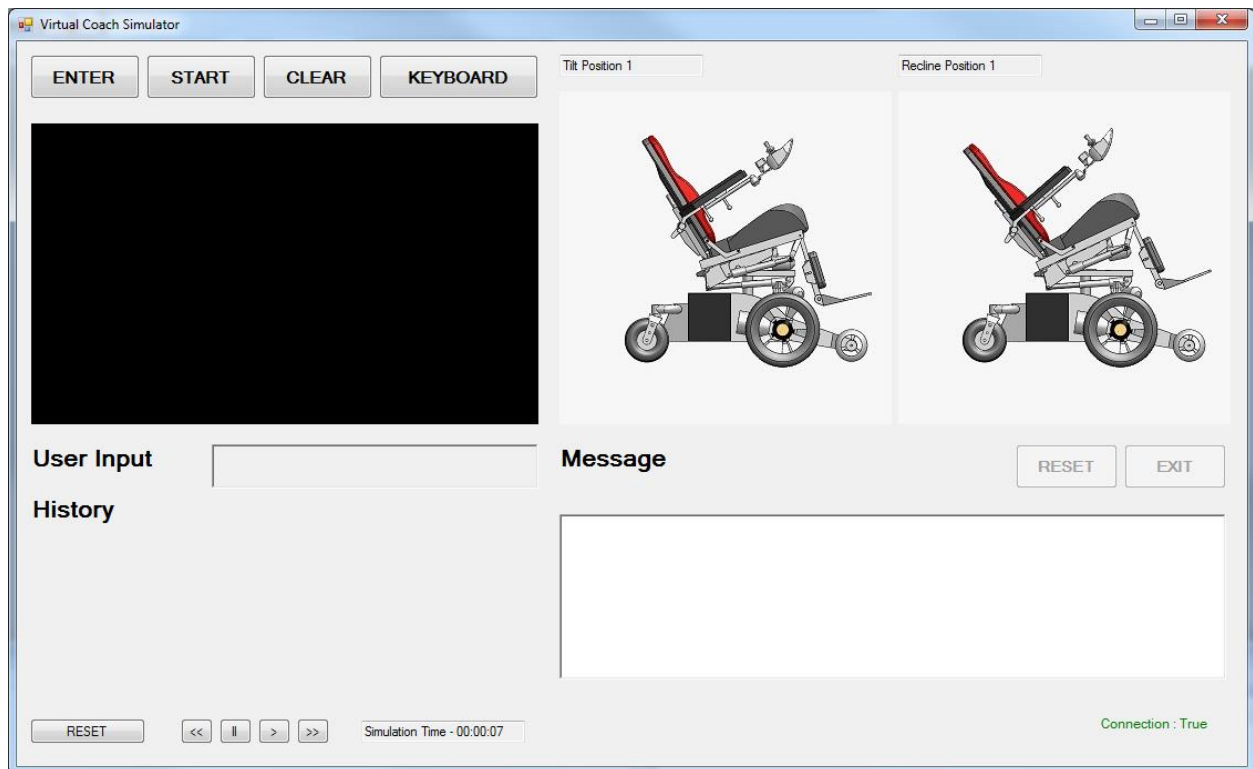 Virtual Coach Simulator
ENTER START CLEAR KEYBOARD
Tilt Position 1
Recline Position 1
User Input
History
Message
RESET EXIT
RESET << II > >> Simulation Time - 00:00:07
Connection : True